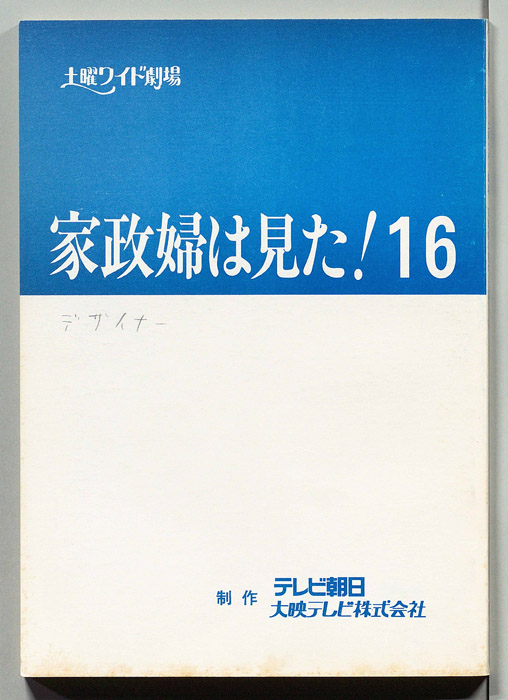 土曜ワイド劇場
家政婦は見た!16
デザイナー
制作 テレビ朝日
大映テレビ株式会社